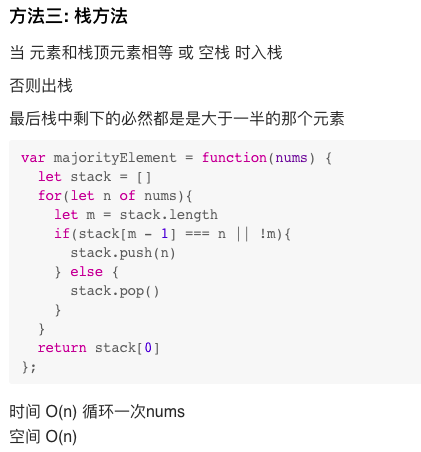 方法三: 栈方法
当 元素和栈顶元素相等 或 空栈 时入栈
否则出栈
最后栈中剩下的必然都是是大于一半的那个元素
var majorityElement = function(nums) {
  let stack = []
  for(let n of nums){
    let m = stack.length
    if(stack[m - 1] === n || !m){
      stack.push(n)
    } else {
      stack.pop()
    }
  }
  return stack[0]
};
时间 O(n) 循环一次nums
空间 O(n)